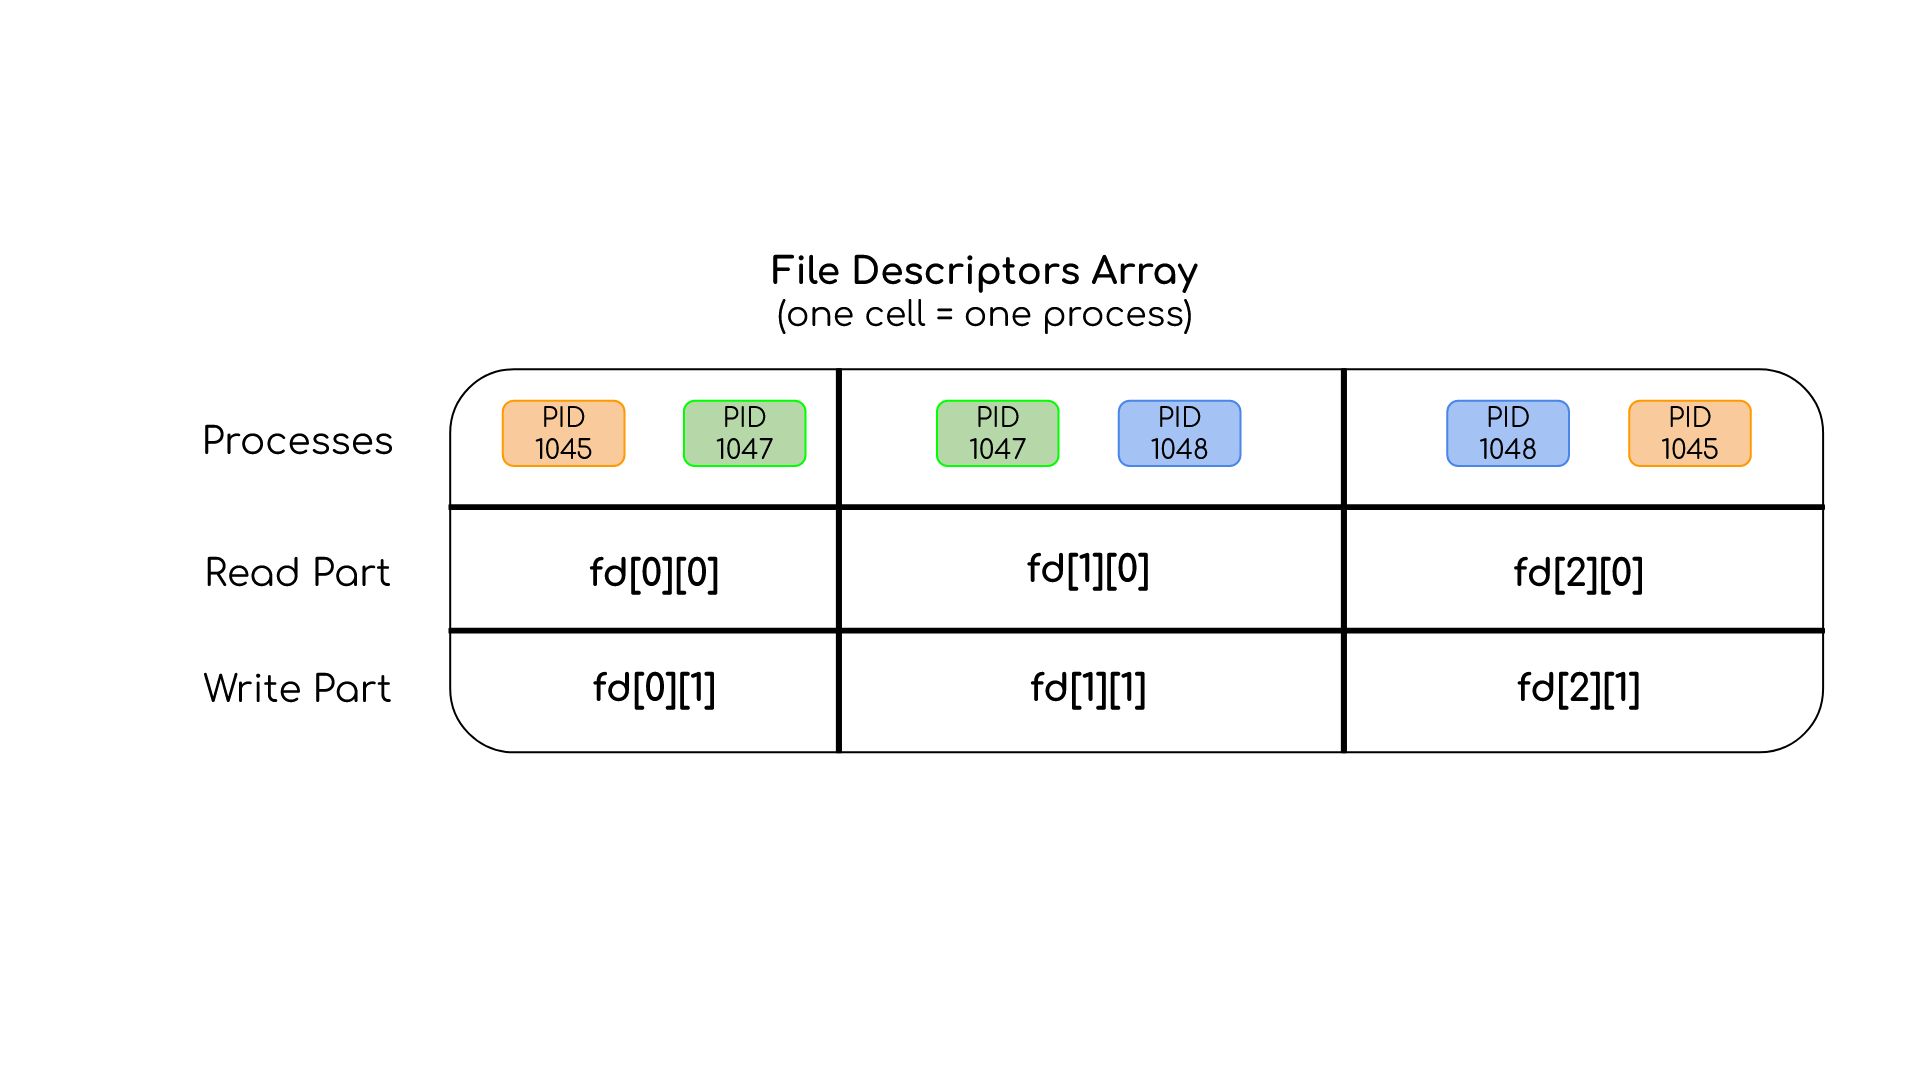 File Descriptors Array
(one cell = one process)
Processes
PID
1045
PID
1047
PID
1047
PID
1048
PID
1048
PID
1045
Read Part
fd[0][0]
fd[1][0]
fd[2][0]
Write Part
fd[0][1]
fd[1][1]
fd[2][1]